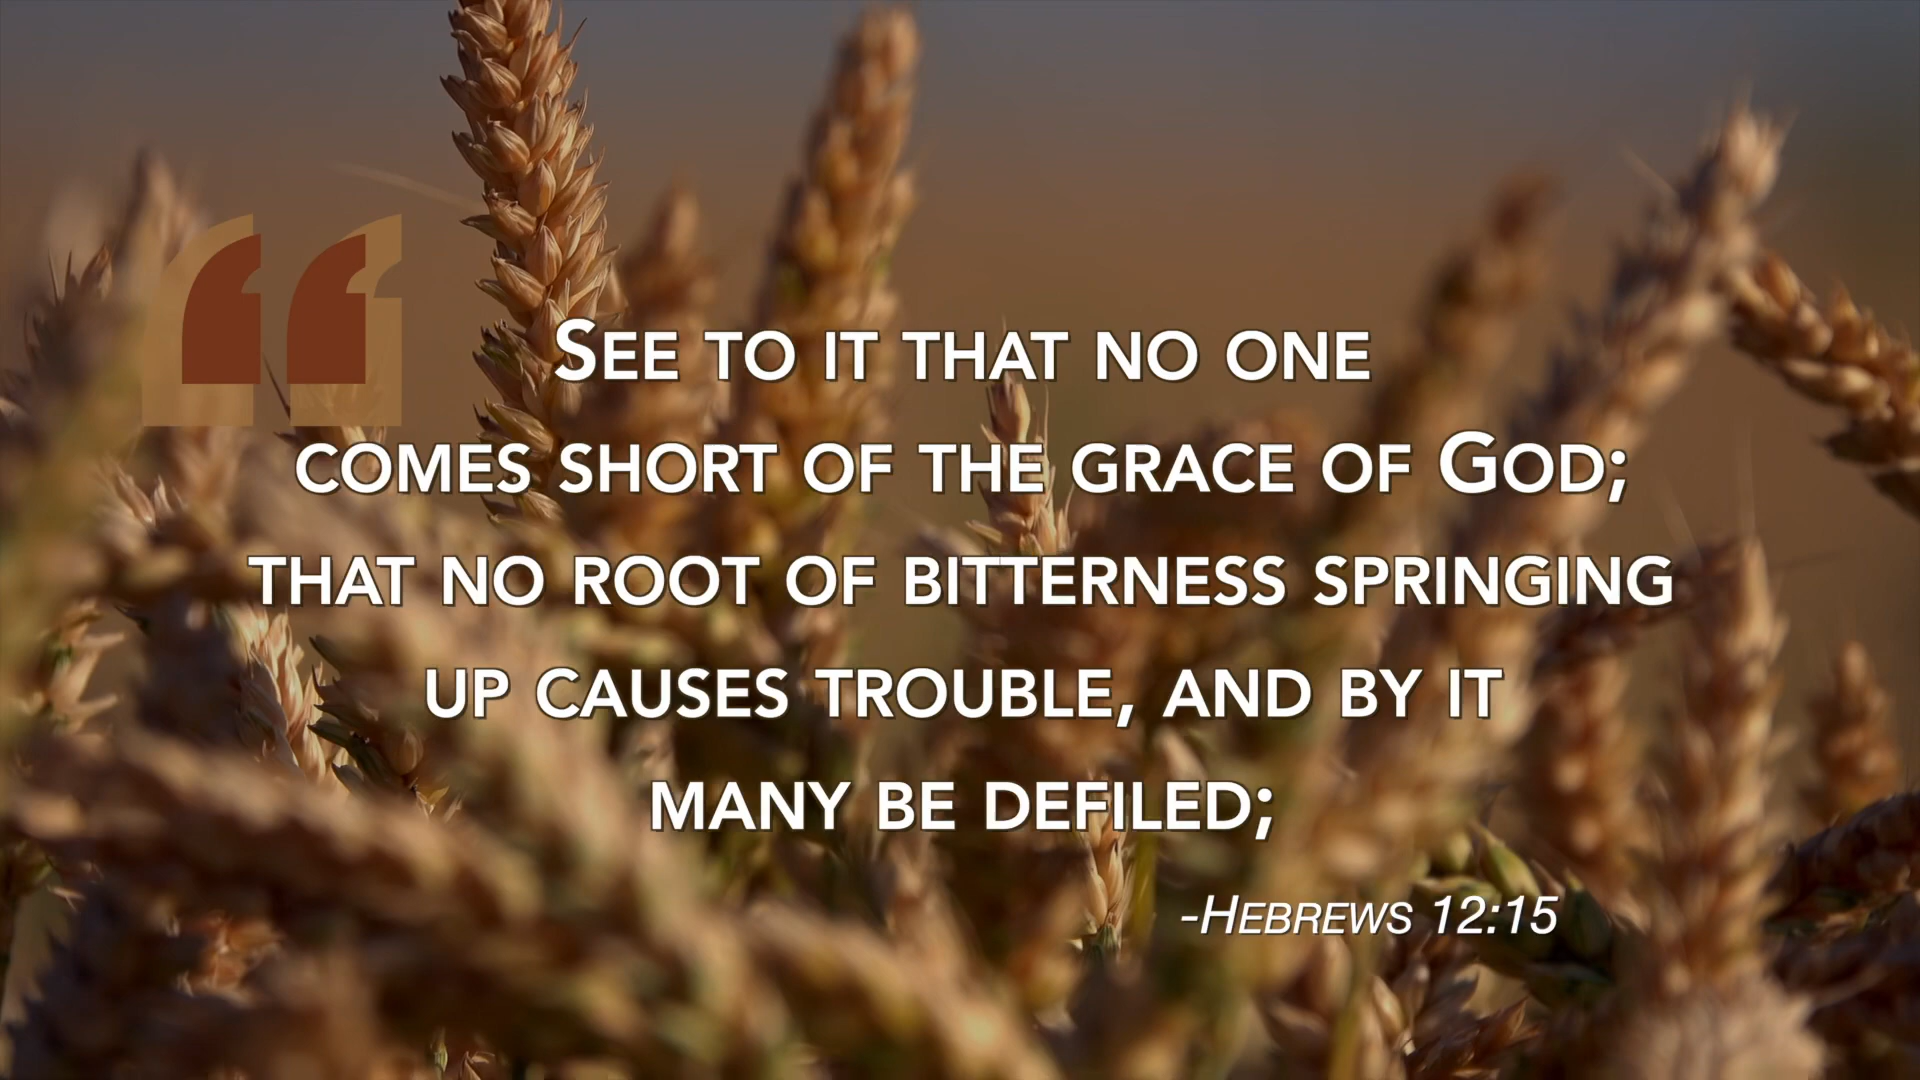 See to it that no one
comes short of the grace of God;
that no root of bitterness springing
up causes trouble, and by it
many be defiled;
-Hebrews 12:15